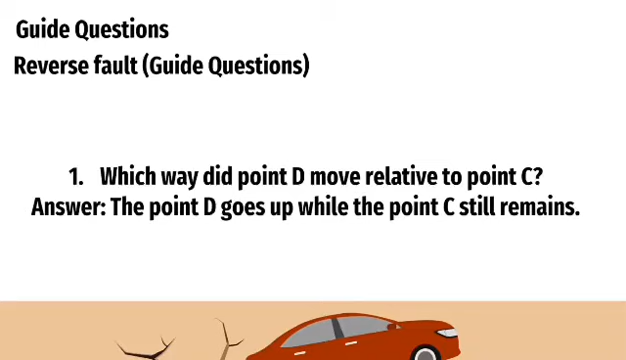 Guide Questions
Reverse fault (Guide Questions)
1. Which way did point D move relative to point C?
Answer: The point D goes up while the point C still remains.